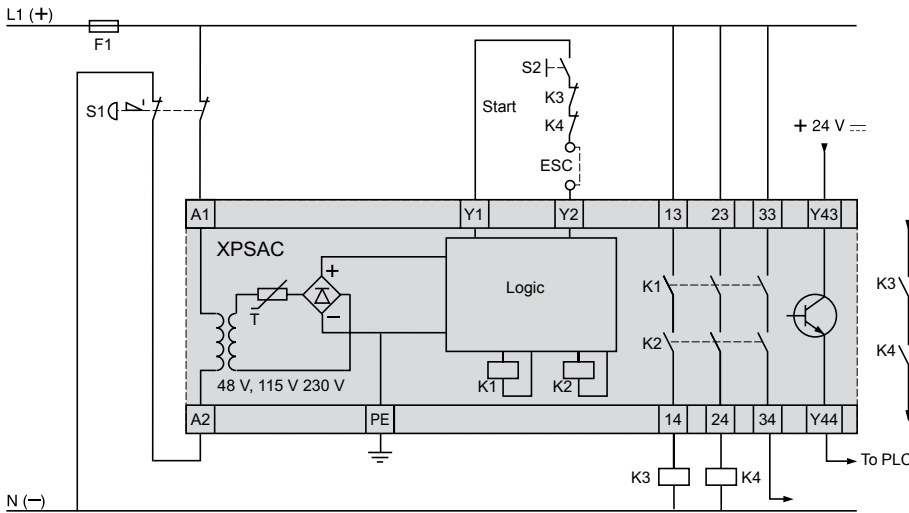 L1 (+)
F1
S2
K3
Start
S1
K4
+ 24 V
ESC
A1
Y1
Y2
13
23
33
Y43
XPSAC
+
Logic
K1
K3
−
T
K2
K4
48 V, 115 V 230 V
K1
K2
A2
PE
14
24
34
Y44
To PLC
K3
K4
N (−)